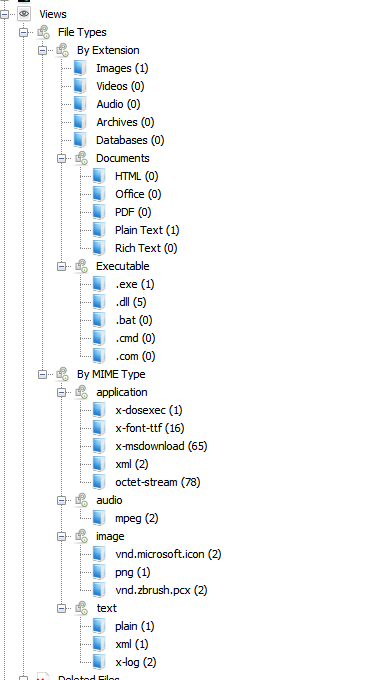 Views
File Types
By Extension
Images (1)
Videos (0)
Audio (0)
Archives (0)
Databases (0)
Documents
HTML (0)
Office (0)
PDF (0)
Plain Text (1)
Rich Text (0)
Executable
.exe (1)
.dll (5)
.bat (0)
.cmd (0)
.com (0)
By MIME Type
application
x-dosexec (1)
x-font-ttf (16)
x-msdownload (65)
xml (2)
octet-stream (78)
audio
mpeg (2)
image
vnd.microsoft.icon (2)
png (1)
vnd.zbrush.pcx (2)
text
plain (1)
xml (1)
x-log (2)
Deleted Files